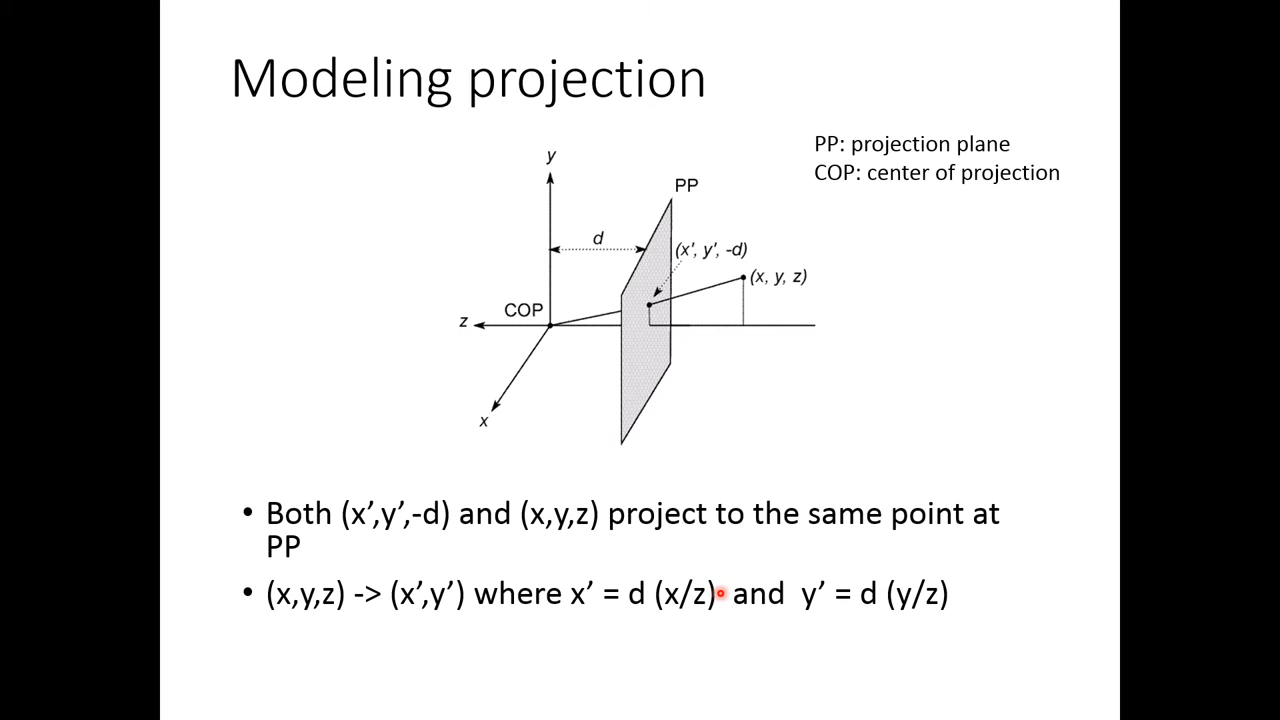 Modeling projection
PP: projection plane
COP: center of projection
y
PP
d
(x’, y’, -d)
(x, y, z)
COP
z
x
• Both (x’,y’,-d) and (x,y,z) project to the same point at
PP
• (x,y,z) -> (x’,y’) where x’ = d (x/z) and y’ = d (y/z)